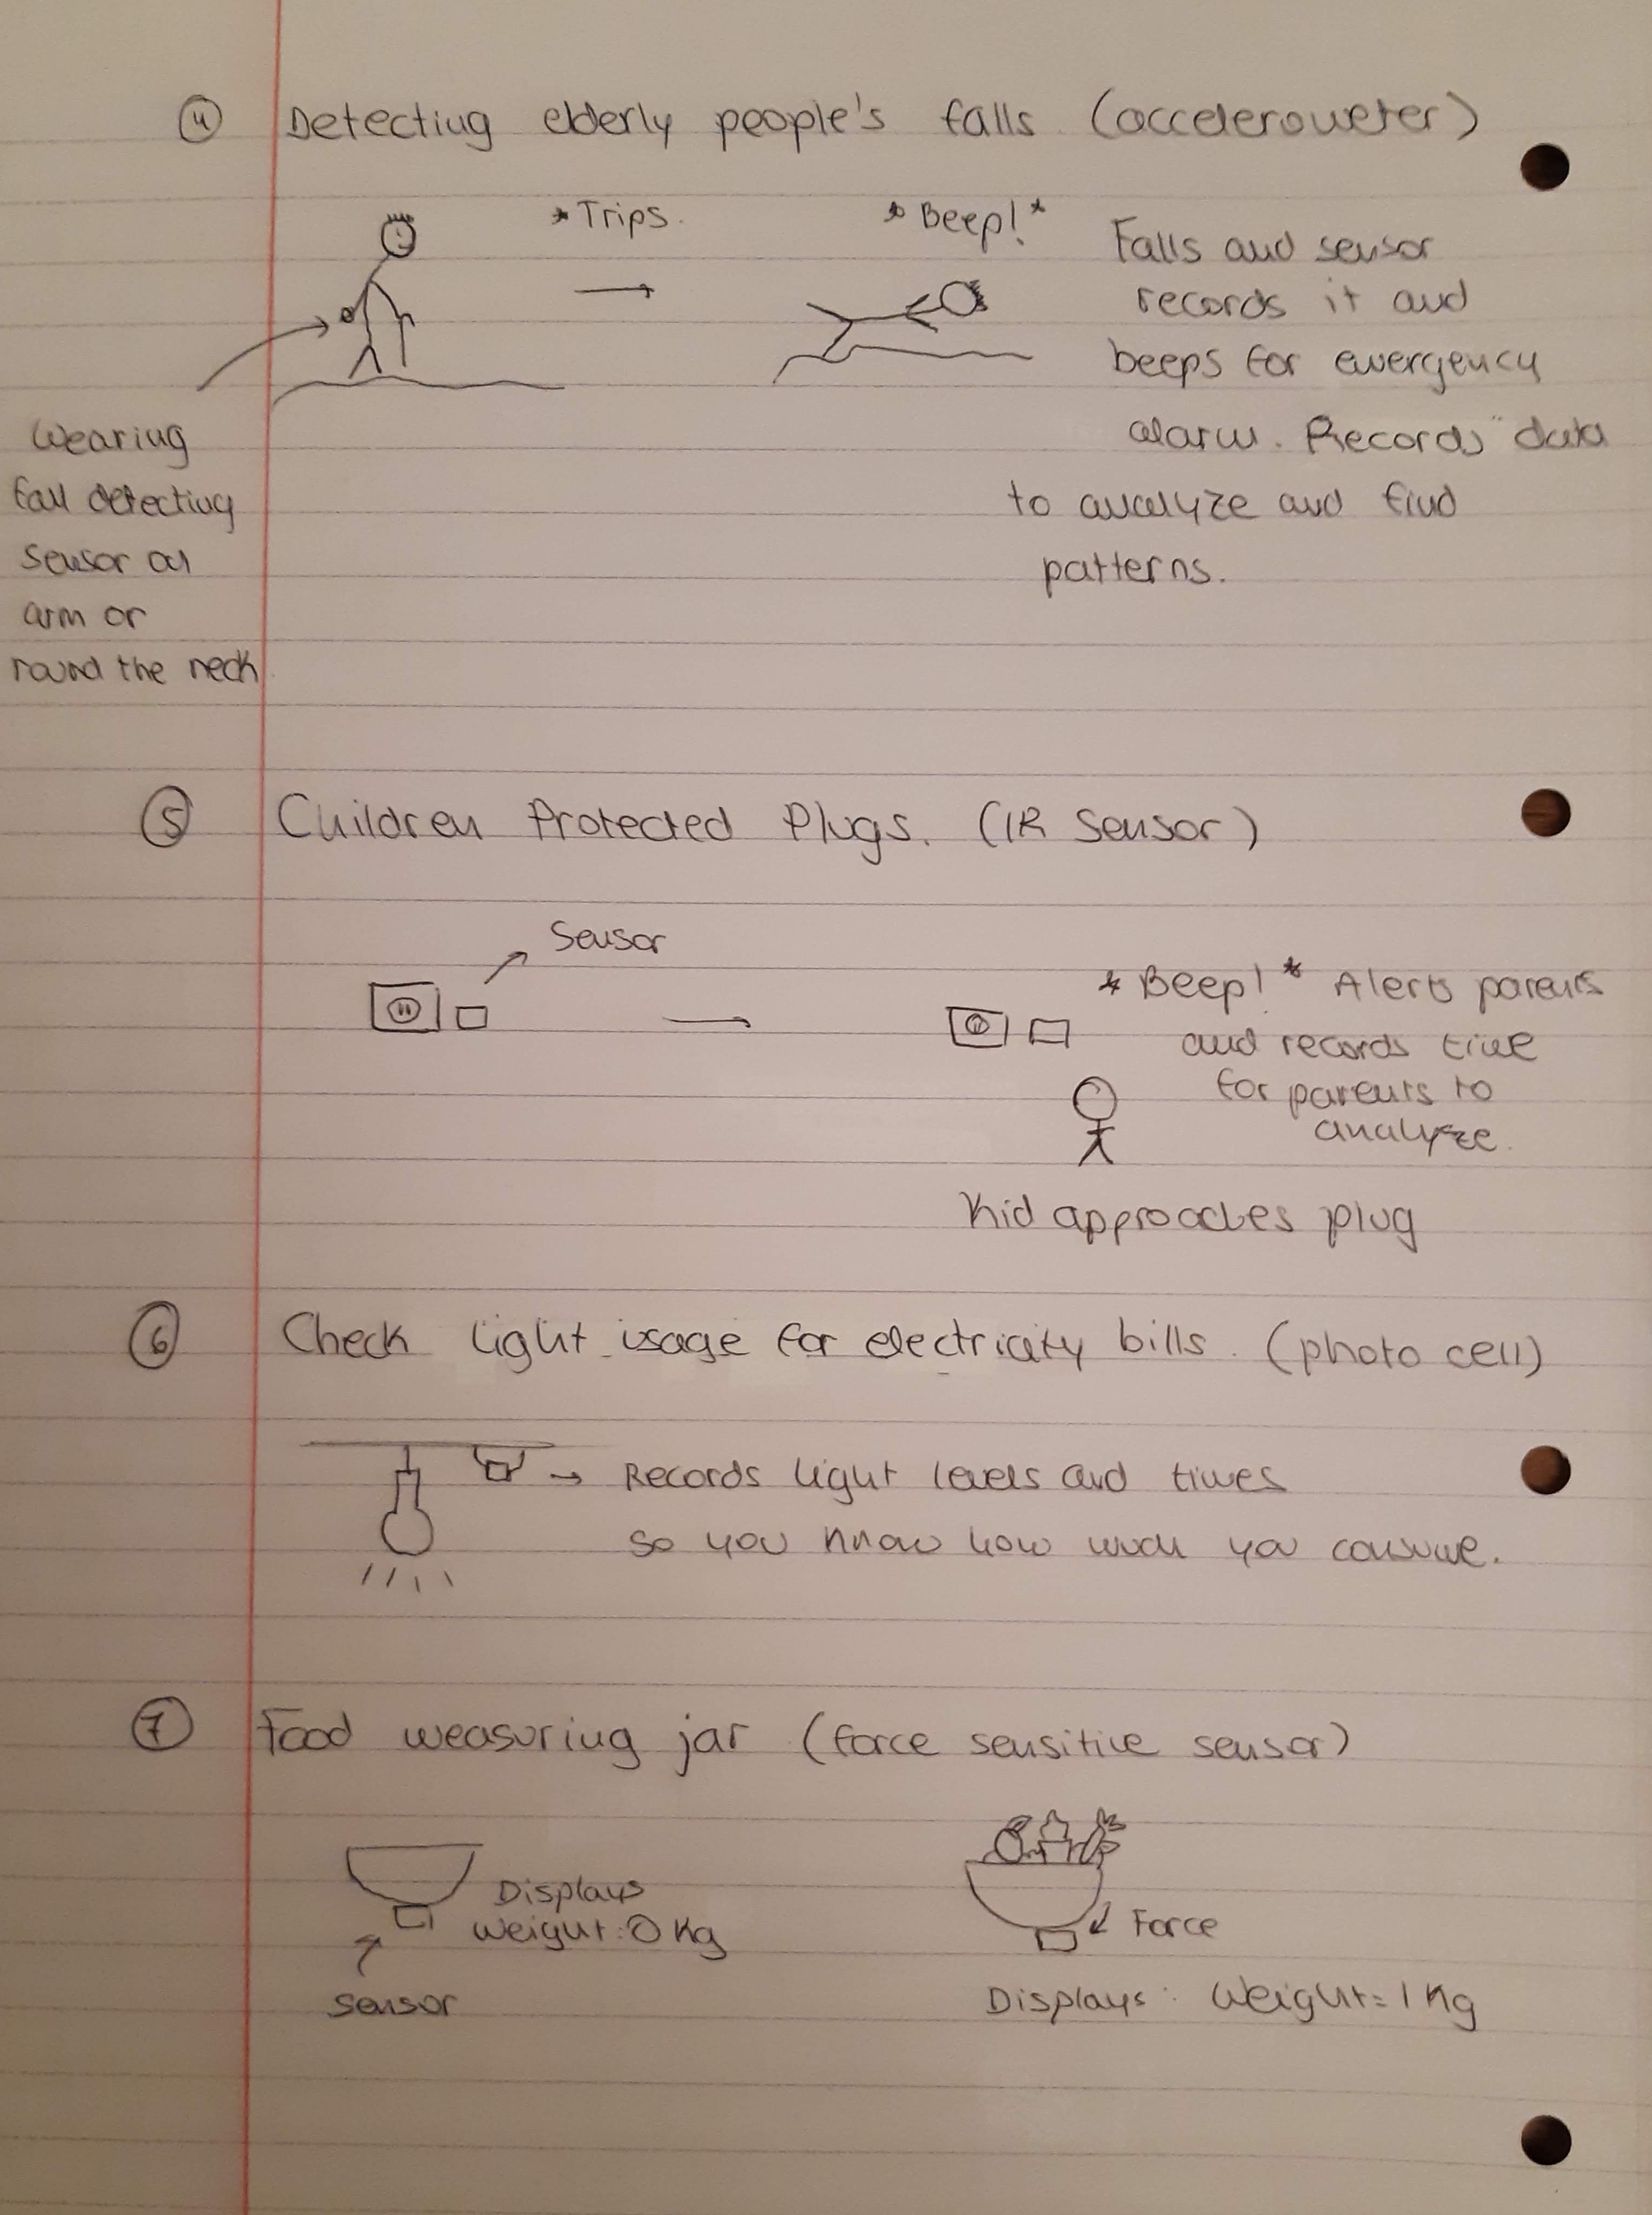 ④ Detecting elderly people's falls (accelerometer)
*Trips.
*Beep!*
Falls and sensor
records it and
beeps for emergency
alarm. Records data
to analyze and find
patterns.
Wearing
fall detecting
sensor on
arm or
round the neck
⑤ Children Protected Plugs. (IR Sensor)
Sensor
*Beep!* Alerts parents
and records time
for parents to
analyze.
Kid approaches plug
⑥ Check light usage for electricity bills. (photo cell)
Records light levels and times
so you know how much you consume.
⑦ Food measuring jar (force sensitive sensor)
Displays
Weight: 0 Kg
Sensor
Force
Displays: Weight = 1 Kg